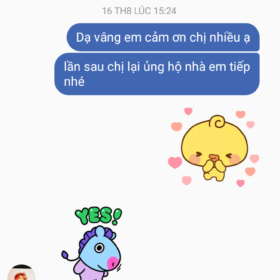 16 TH8 LÚC 15:24
Dạ vâng em cảm ơn chị nhiều ạ
lần sau chị lại ủng hộ nhà em tiếp
nhé
YES!